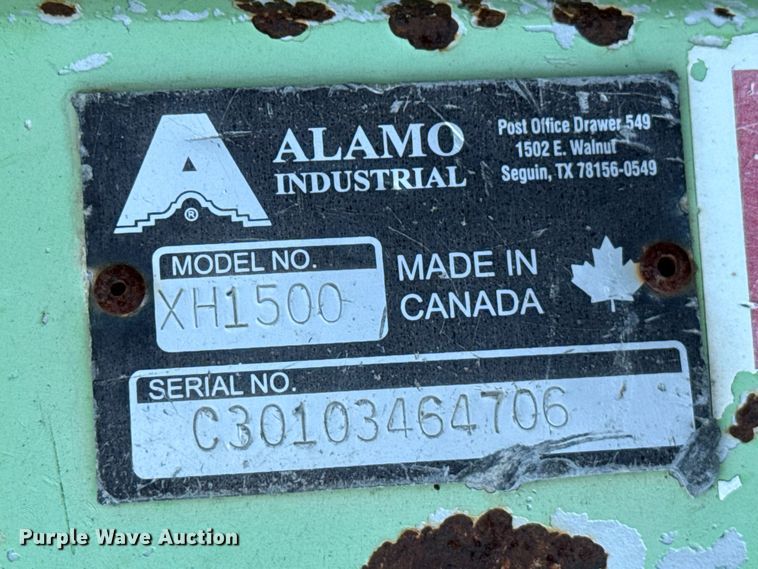 A®
ALAMO
INDUSTRIAL
Post Office Drawer 549
1502 E. Walnut
Seguin, TX 78156-0549
MODEL NO.
XH1500
MADE IN
CANADA
SERIAL NO.
C30103464706
Purple Wave Auction